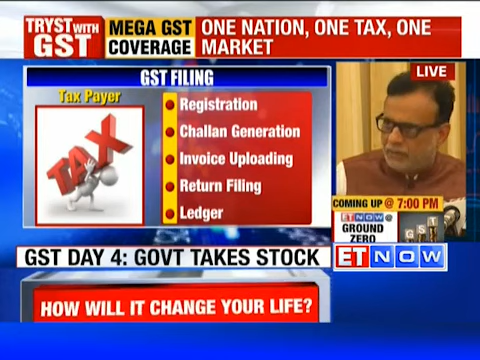 TRYST WITH
GST
MEGA GST
COVERAGE
ONE NATION, ONE TAX, ONE
MARKET
GST FILING
Tax Payer
TAX
Registration
Challan Generation
Invoice Uploading
Return Filing
Ledger
LIVE
COMING UP @ 7:00 PM
ET NOW @
GROUND
ZERO
GST
GST DAY 4: GOVT TAKES STOCK
ET NOW
HOW WILL IT CHANGE YOUR LIFE?